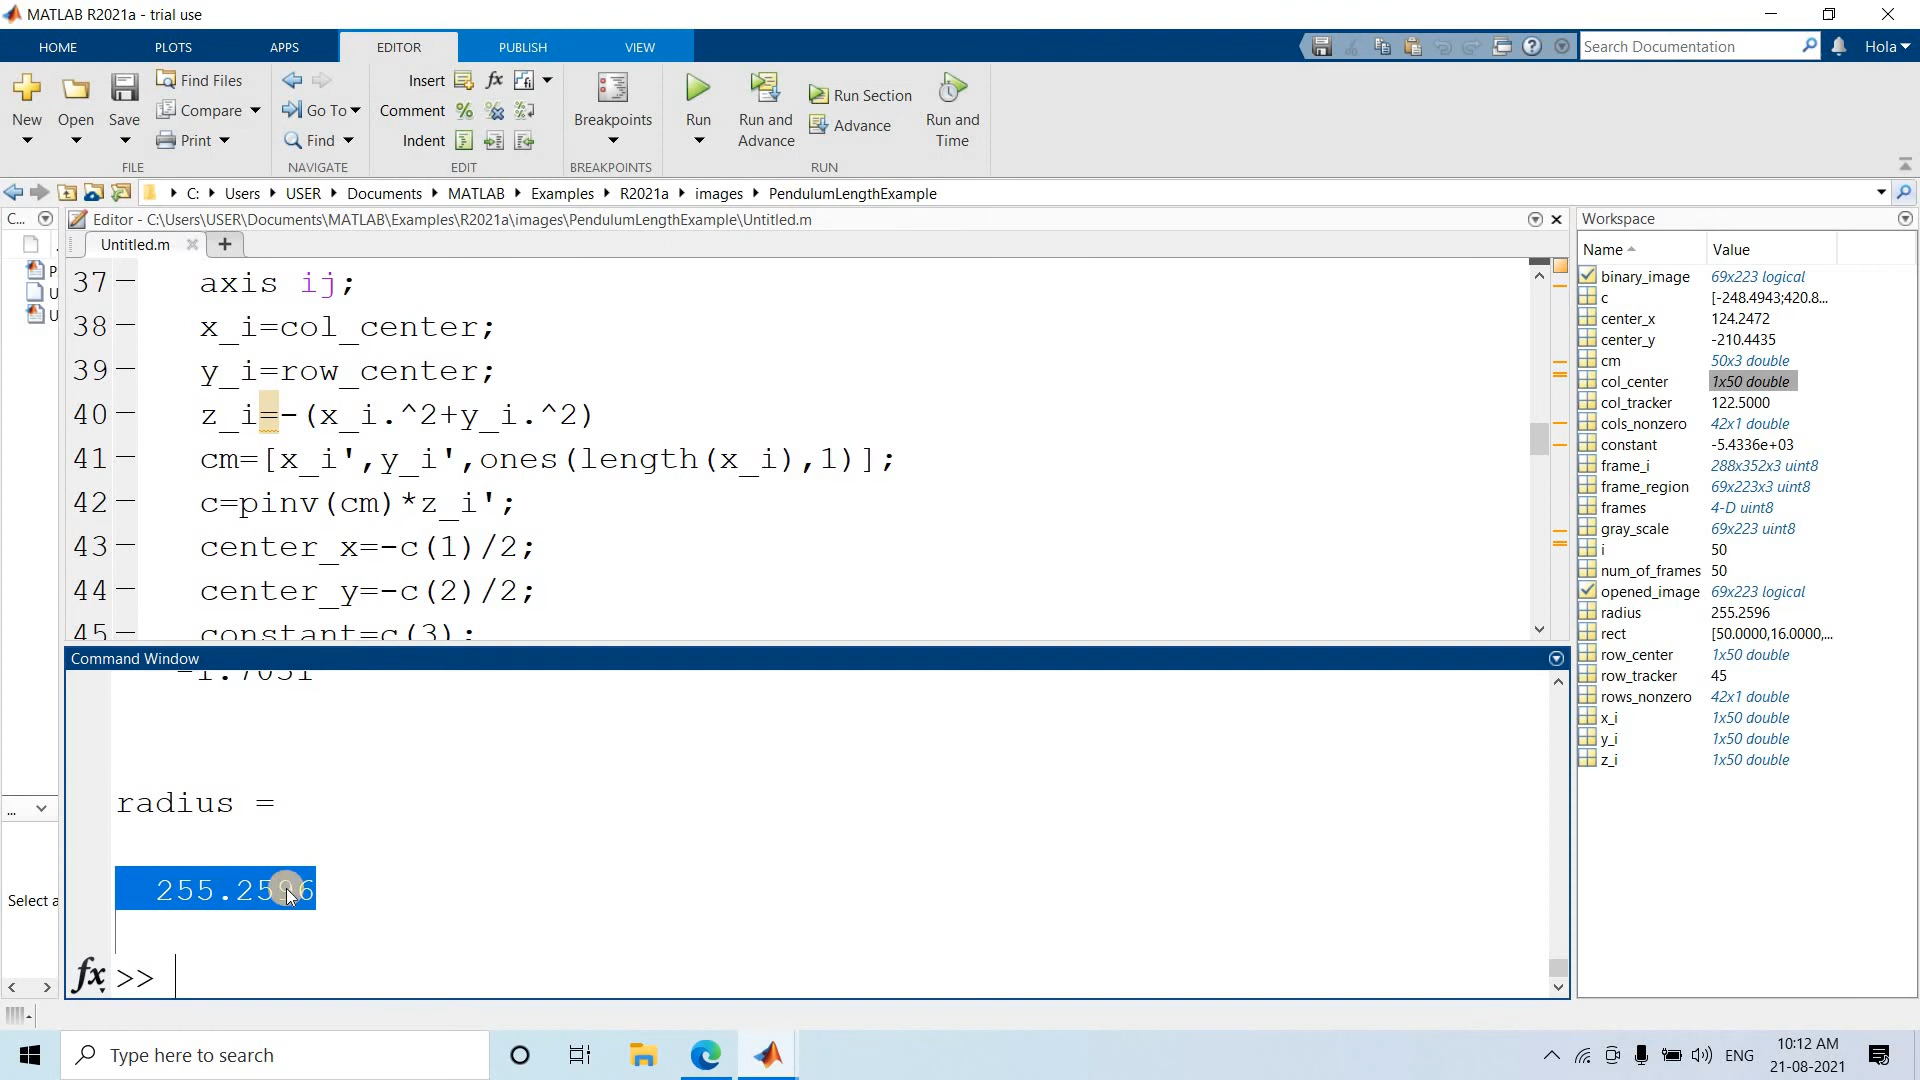 MATLAB R2021a - trial use
HOME PLOTS APPS EDITOR PUBLISH VIEW
Search Documentation
Hola
New
Open
Save
Find Files
Compare
Print
FILE
Go To
Find
NAVIGATE
Insert
Comment
Indent
fx
EDIT
Breakpoints
BREAKPOINTS
Run
Run and Advance
Run Section
Advance
Run and Time
RUN
C: Users USER Documents MATLAB Examples R2021a images PendulumLengthExample
C...
Editor - C:\Users\USER\Documents\MATLAB\Examples\R2021a\images\PendulumLengthExample\Untitled.m
Untitled.m
P
U
U
37 axis ij;
38 x_i=col_center;
39 y_i=row_center;
40 z_i=-(x_i.^2+y_i.^2)
41 cm=[x_i',y_i',ones(length(x_i),1)];
42 c=pinv(cm)*z_i';
43 center_x=-c(1)/2;
44 center_y=-c(2)/2;
45 constant=c(3);
Command Window
-1.7051
radius =
255.2596
fx >>
...
Select a
Workspace
Name Value
binary_image 69x223 logical
c [-248.4943;420.8...
center_x 124.2472
center_y -210.4435
cm 50x3 double
col_center 1x50 double
col_tracker 122.5000
cols_nonzero 42x1 double
constant -5.4336e+03
frame_i 288x352x3 uint8
frame_region 69x223x3 uint8
frames 4-D uint8
gray_scale 69x223 uint8
i 50
num_of_frames 50
opened_image 69x223 logical
radius 255.2596
rect [50.0000,16.0000,...
row_center 1x50 double
row_tracker 45
rows_nonzero 42x1 double
x_i 1x50 double
y_i 1x50 double
z_i 1x50 double
Type here to search
ENG
10:12 AM
21-08-2021